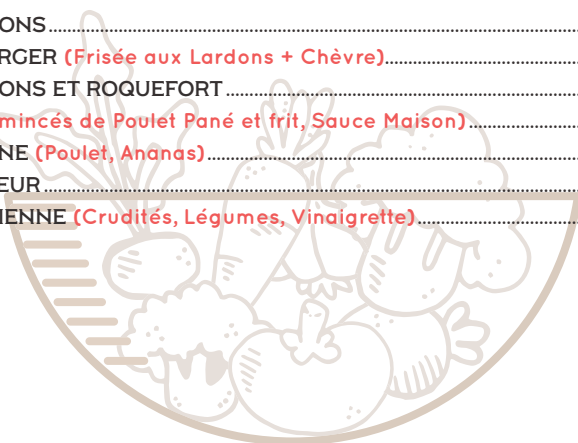 ONS
RGER (Frisée aux Lardons + Chèvre)
ONS ET ROQUEFORT
mincés de Poulet Pané et frit, Sauce Maison)
NE (Poulet, Ananas)
EUR
IENNE (Crudités, Légumes, Vinaigrette)